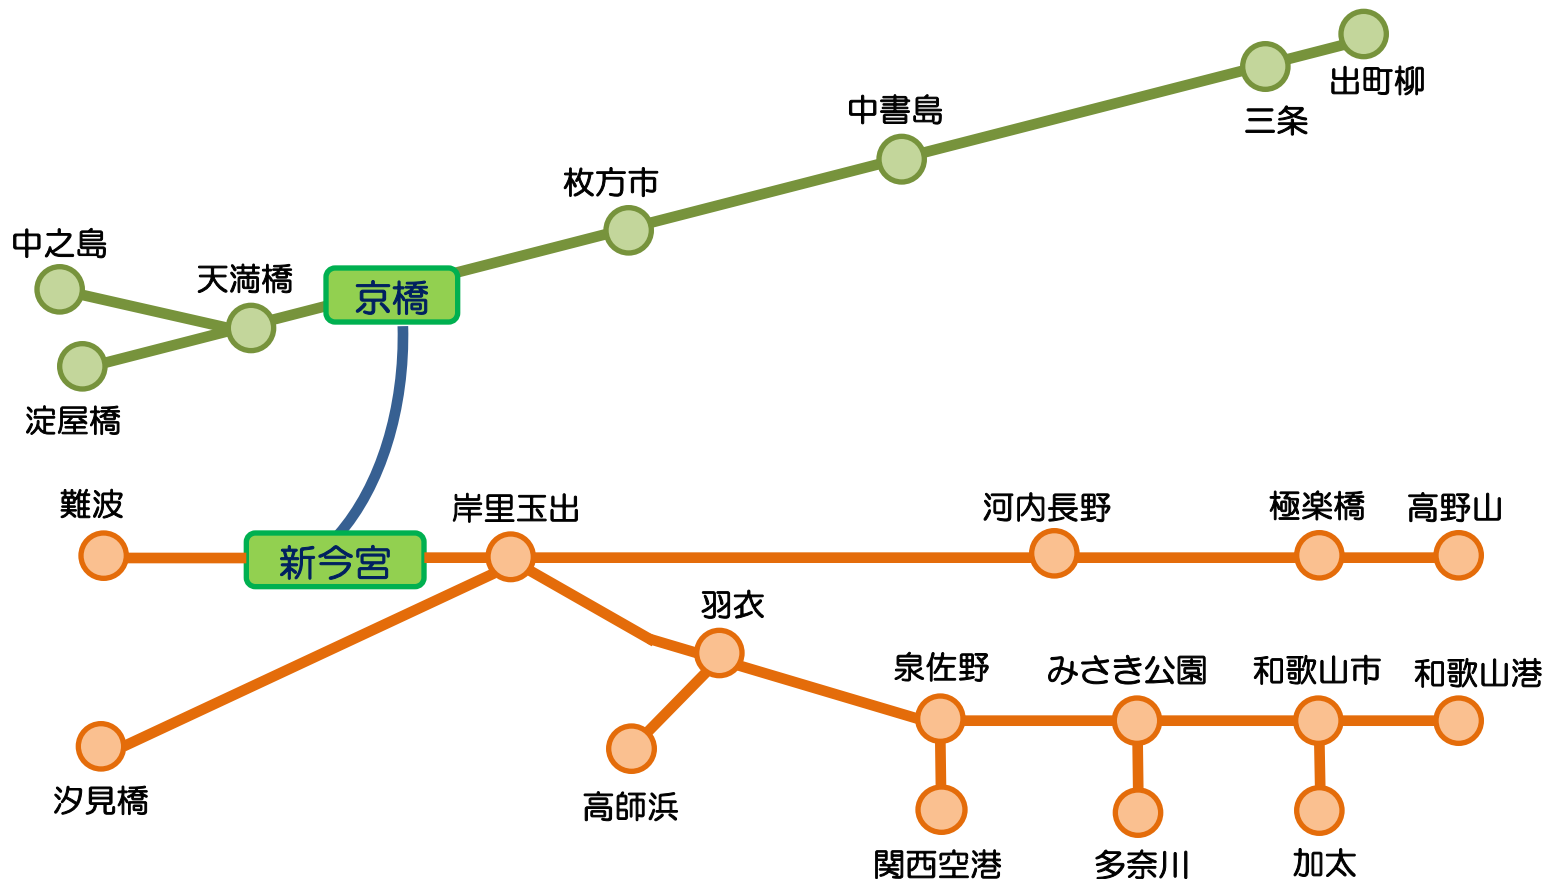 出町柳
三条
中書島
枚方市
中之島
天満橋
京橋
淀屋橋
難波
新今宮
岸里玉出
河内長野
極楽橋
高野山
羽衣
泉佐野
みさき公園
和歌山市
和歌山港
汐見橋
高師浜
関西空港
多奈川
加太